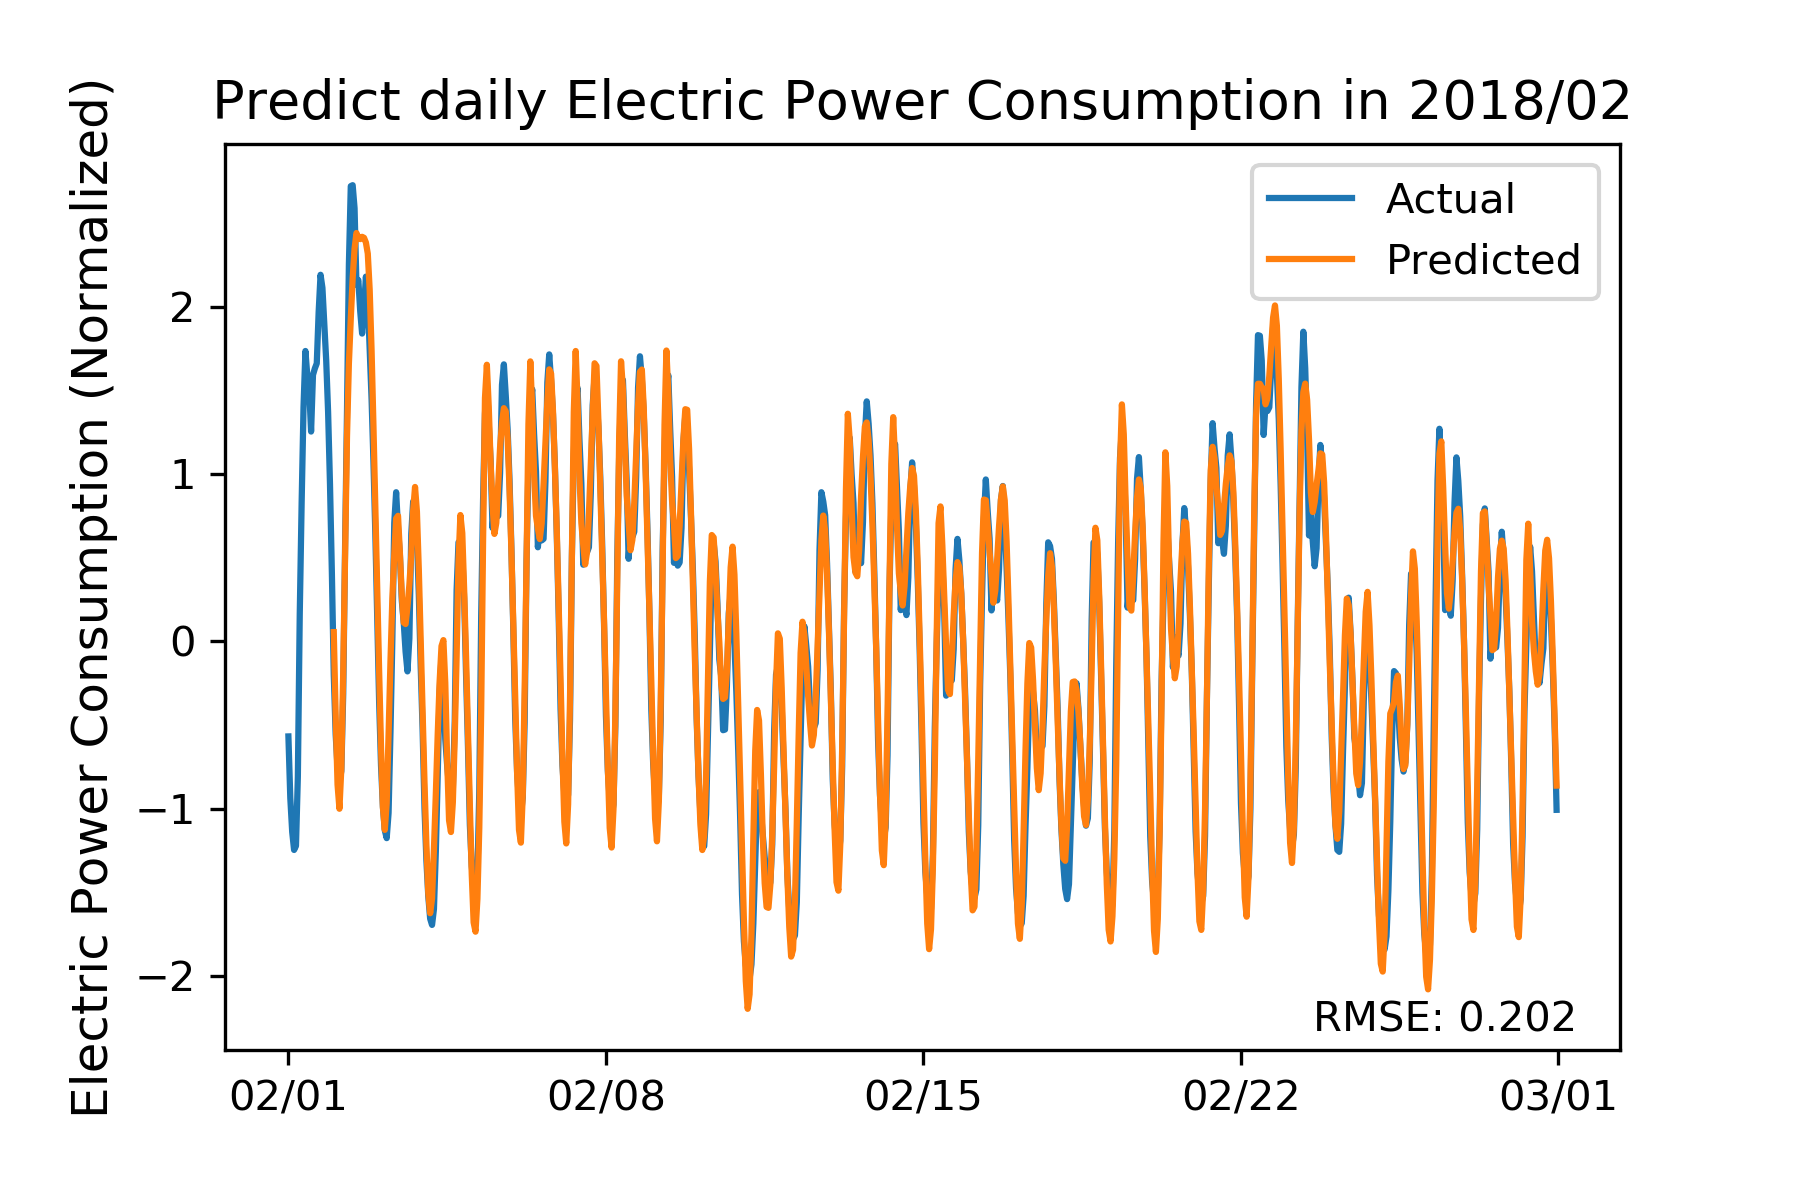 Predict daily Electric Power Consumption in 2018/02
Electric Power Consumption (Normalized)
Actual
Predicted
2
1
0
−1
−2
RMSE: 0.202
02/01 02/08 02/15 02/22 03/01